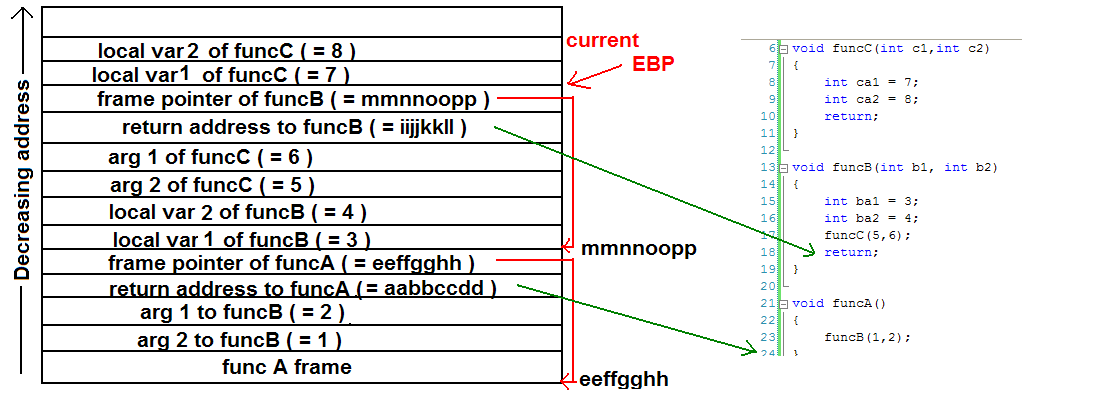 Decreasing address
local var 2 of funcC ( = 8 )
local var1 of funcC ( = 7 )
frame pointer of funcB ( = mmnnoopp )
return address to funcB ( = iijjkkll )
arg 1 of funcC ( = 6 )
arg 2 of funcC ( = 5 )
local var 2 of funcB ( = 4 )
local var 1 of funcB ( = 3 )
frame pointer of funcA ( = eeffgghh )
return address to funcA ( = aabbccdd )
arg 1 to funcB ( = 2 )
arg 2 to funcB ( = 1 )
func A frame
current
EBP
mmnnoopp
eeffgghh
6 void funcC(int c1,int c2)
7 {
8 int ca1 = 7;
9 int ca2 = 8;
10 return;
11 }
12
13 void funcB(int b1, int b2)
14 {
15 int ba1 = 3;
16 int ba2 = 4;
17 funcC(5,6);
18 return;
19 }
20
21 void funcA()
22 {
23 funcB(1,2);
24 }